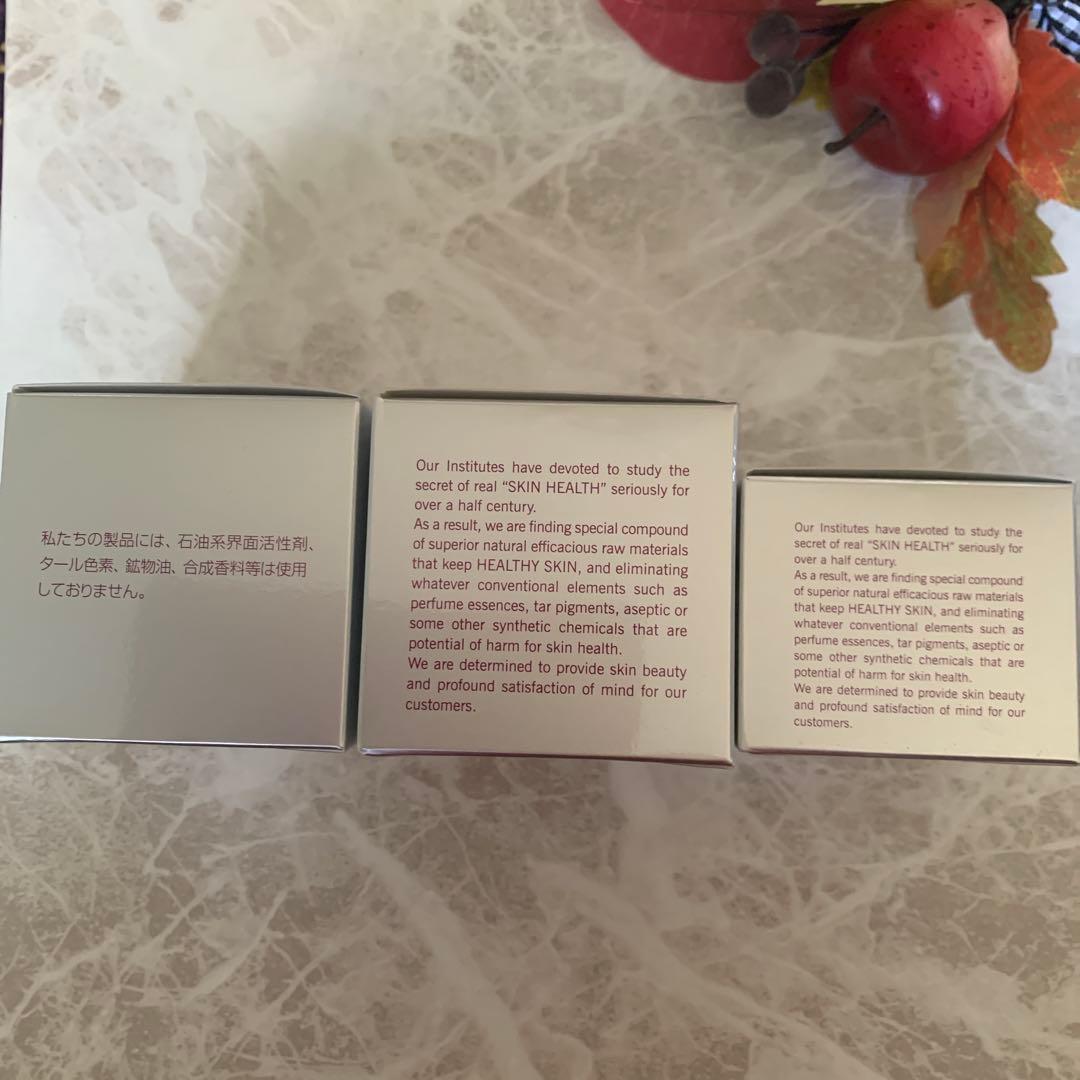 私たちの製品には、石油系界面活性剤、
タール色素、鉱物油、合成香料等は使用
しておりません。
Our Institutes have devoted to study the
secret of real “SKIN HEALTH” seriously for
over a half century.
As a result, we are finding special compound
of superior natural efficacious raw materials
that keep HEALTHY SKIN, and eliminating
whatever conventional elements such as
perfume essences, tar pigments, aseptic or
some other synthetic chemicals that are
potential of harm for skin health.
We are determined to provide skin beauty
and profound satisfaction of mind for our
customers.
Our Institutes have devoted to study the
secret of real “SKIN HEALTH” seriously for
over a half century.
As a result, we are finding special compound
of superior natural efficacious raw materials
that keep HEALTHY SKIN, and eliminating
whatever conventional elements such as
perfume essences, tar pigments, aseptic or
some other synthetic chemicals that are
potential of harm for skin health.
We are determined to provide skin beauty
and profound satisfaction of mind for our
customers.